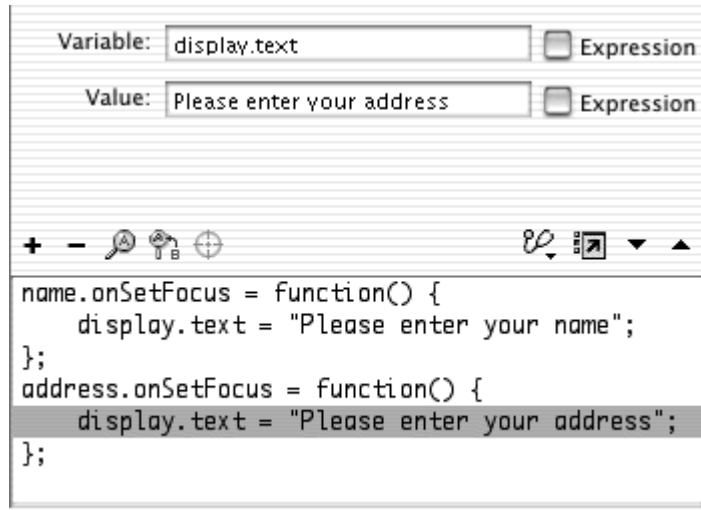 Variable: display.text Expression
Value: Please enter your address Expression
name.onSetFocus = function() {
    display.text = "Please enter your name";
};
address.onSetFocus = function() {
    display.text = "Please enter your address";
};